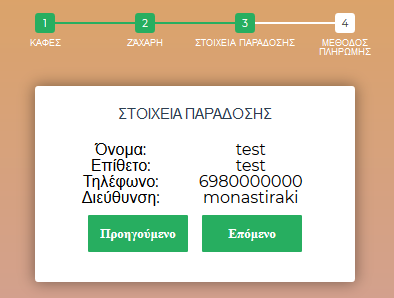 1 2 3 4
ΚΑΦΕΣ ΖΑΧΑΡΗ ΣΤΟΙΧΕΙΑ ΠΑΡΑΔΟΣΗΣ ΜΕΘΟΔΟΣ
ΠΛΗΡΩΜΗΣ
ΣΤΟΙΧΕΙΑ ΠΑΡΑΔΟΣΗΣ
Όνομα: test
Επίθετο: test
Τηλέφωνο: 6980000000
Διεύθυνση: monastiraki
Προηγούμενο Επόμενο